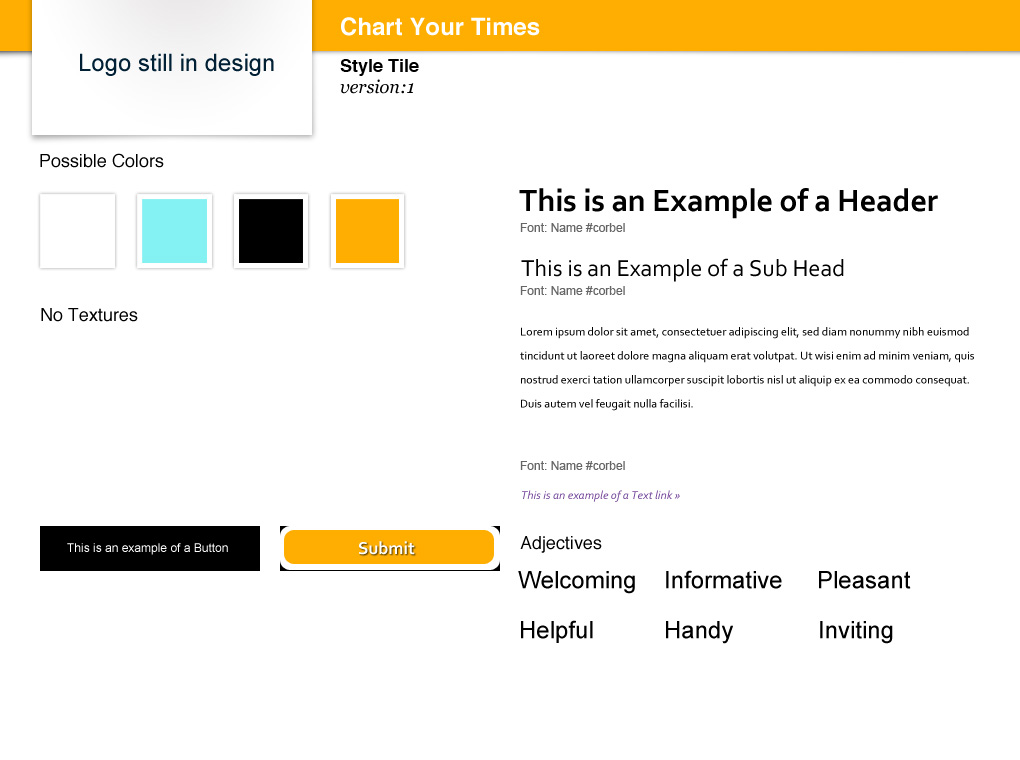 Chart Your Times
Logo still in design
Style Tile
version:1
Possible Colors
No Textures
This is an Example of a Header
Font: Name #corbel
This is an Example of a Sub Head
Font: Name #corbel
Lorem ipsum dolor sit amet, consectetuer adipiscing elit, sed diam nonummy nibh euismod
tincidunt ut laoreet dolore magna aliquam erat volutpat. Ut wisi enim ad minim veniam, quis
nostrud exerci tation ullamcorper suscipit lobortis nisl ut aliquip ex ea commodo consequat.
Duis autem vel feugait nulla facilisi.
Font: Name #corbel
This is an example of a Text link »
This is an example of a Button
Submit
Adjectives
Welcoming Informative Pleasant
Helpful Handy Inviting